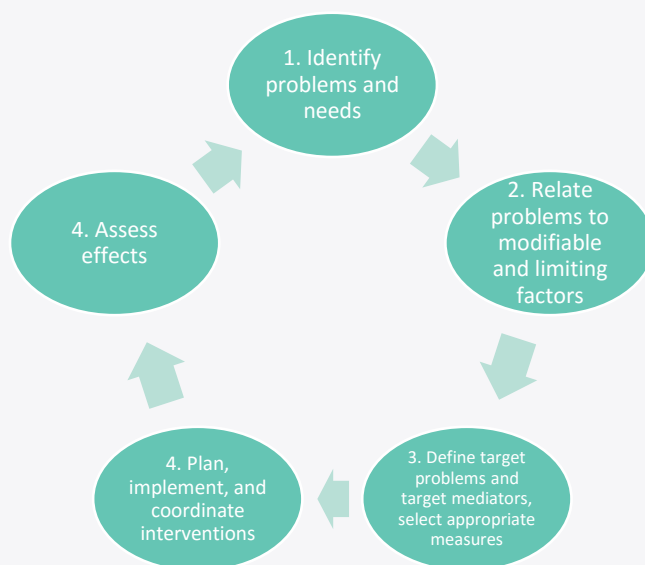 1. Identify
problems and
needs
2. Relate
problems to
modifiable
and limiting
factors
3. Define target
problems and
target mediators,
select appropriate
measures
4. Plan,
implement, and
coordinate
interventions
4. Assess
effects